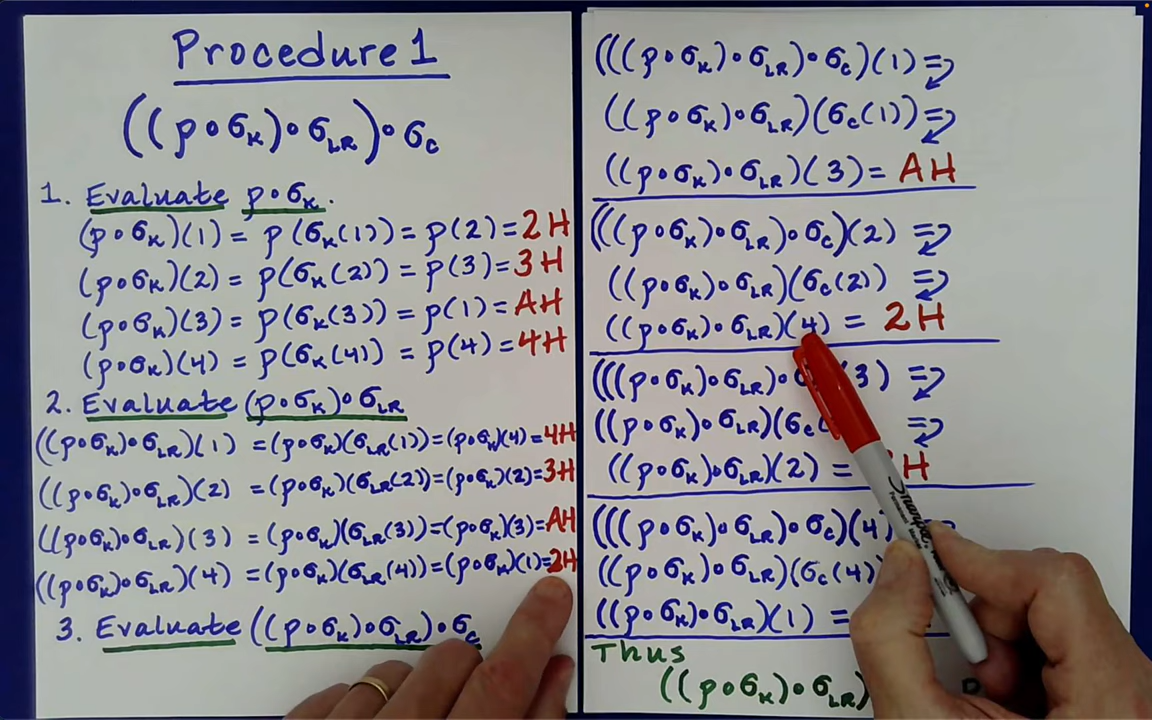 Procedure 1
((p∘σ_K)∘σ_LR)∘σ_C
1. Evaluate p∘σ_K.
(p∘σ_K)(1) = p(σ_K(1)) = p(2) = 2H
(p∘σ_K)(2) = p(σ_K(2)) = p(3) = 3H
(p∘σ_K)(3) = p(σ_K(3)) = p(1) = AH
(p∘σ_K)(4) = p(σ_K(4)) = p(4) = 4H
2. Evaluate (p∘σ_K)∘σ_LR
((p∘σ_K)∘σ_LR)(1) = (p∘σ_K)(σ_LR(1)) = (p∘σ_K)(4) = 4H
((p∘σ_K)∘σ_LR)(2) = (p∘σ_K)(σ_LR(2)) = (p∘σ_K)(2) = 3H
((p∘σ_K)∘σ_LR)(3) = (p∘σ_K)(σ_LR(3)) = (p∘σ_K)(3) = AH
((p∘σ_K)∘σ_LR)(4) = (p∘σ_K)(σ_LR(4)) = (p∘σ_K)(1) = 2H
3. Evaluate ((p∘σ_K)∘σ_LR)∘σ_C
(((p∘σ_K)∘σ_LR)∘σ_C)(1) =
((p∘σ_K)∘σ_LR)(σ_C(1)) =
((p∘σ_K)∘σ_LR)(3) = AH
(((p∘σ_K)∘σ_LR)∘σ_C)(2) =
((p∘σ_K)∘σ_LR)(σ_C(2)) =
((p∘σ_K)∘σ_LR)(4) = 2H
(((p∘σ_K)∘σ_LR)∘ (3) =
((p∘σ_K)∘σ_LR)(σ_C =
((p∘σ_K)∘σ_LR)(2) = H
(((p∘σ_K)∘σ_LR)∘σ_C)(4) =
((p∘σ_K)∘σ_LR)(σ_C(4)
((p∘σ_K)∘σ_LR)(1) =
Thus
((p∘σ_K)∘σ_LR)
Sharpie